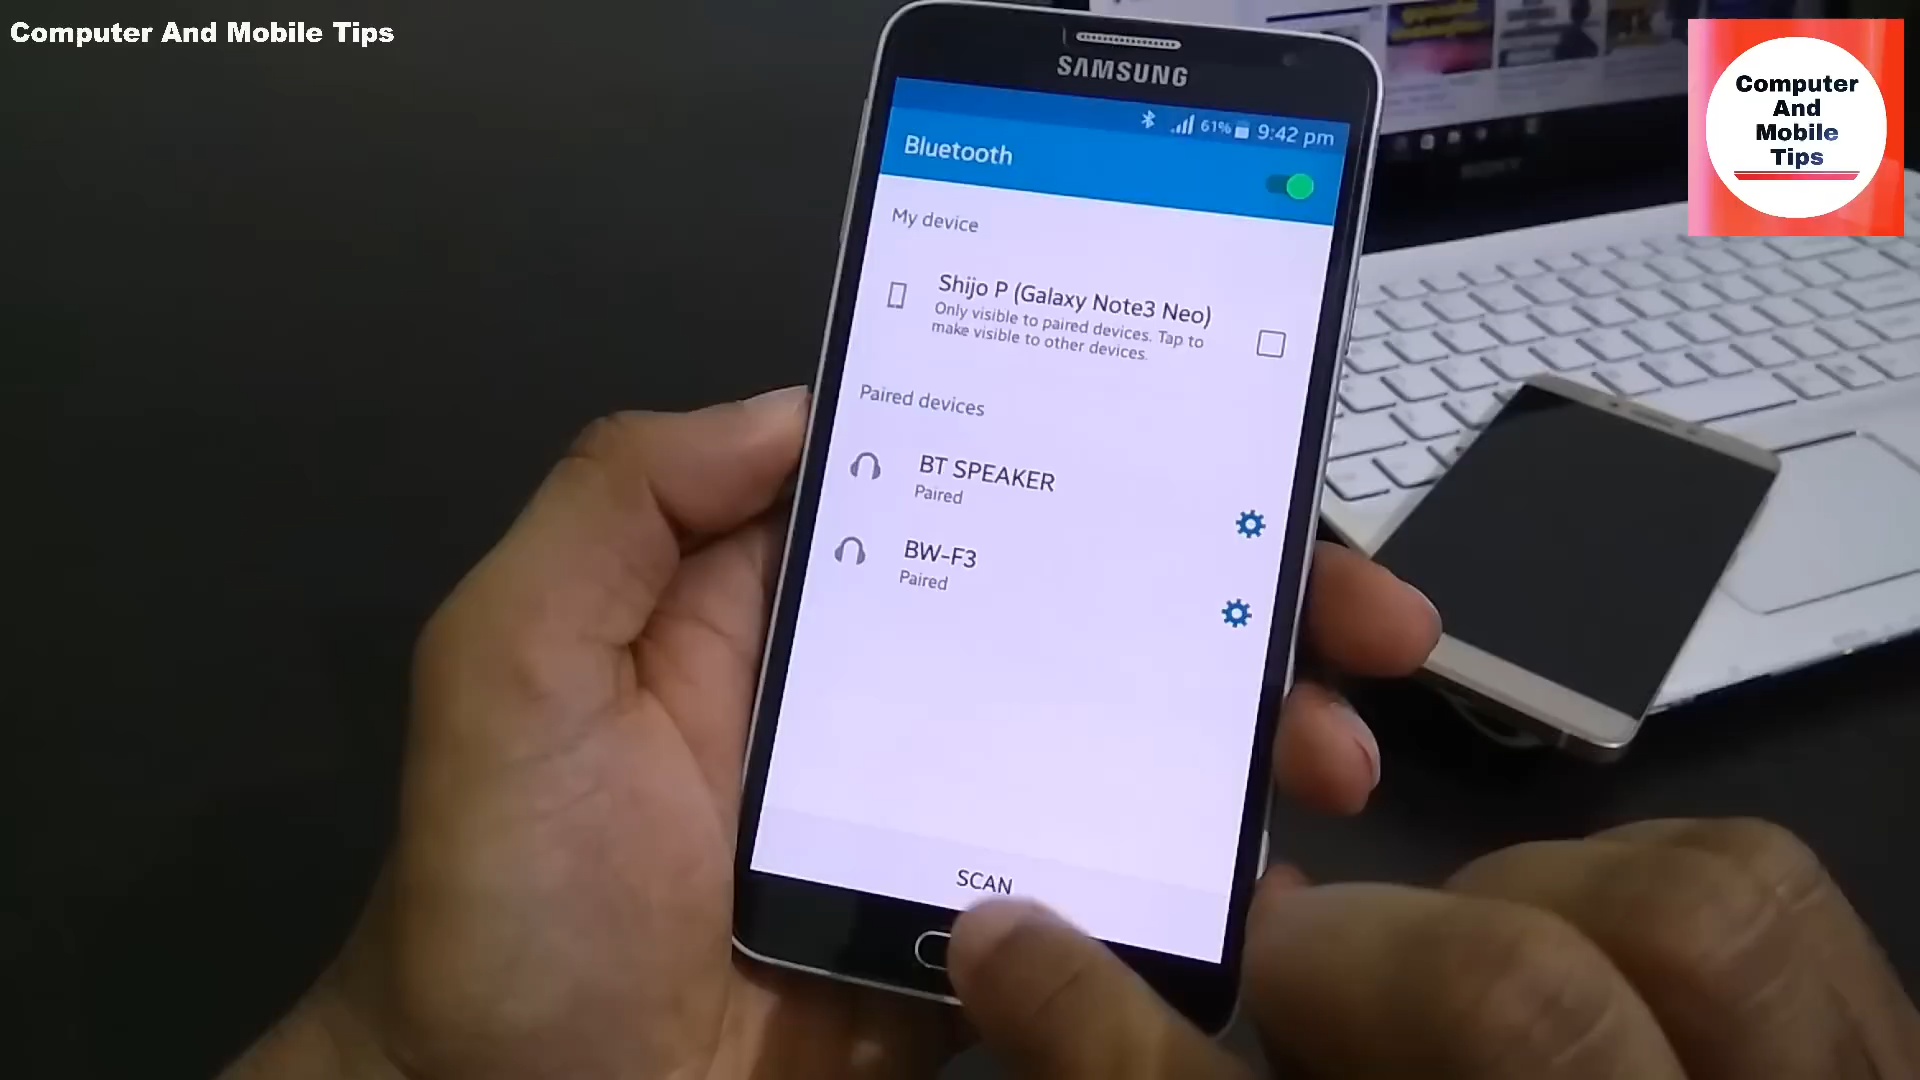 Computer And Mobile Tips
Computer
And
Mobile
Tips
SAMSUNG
61% 9:42 pm
Bluetooth
My device
Shijo P (Galaxy Note3 Neo)
Only visible to paired devices. Tap to
make visible to other devices.
Paired devices
BT SPEAKER
Paired
BW-F3
Paired
SCAN
SONY